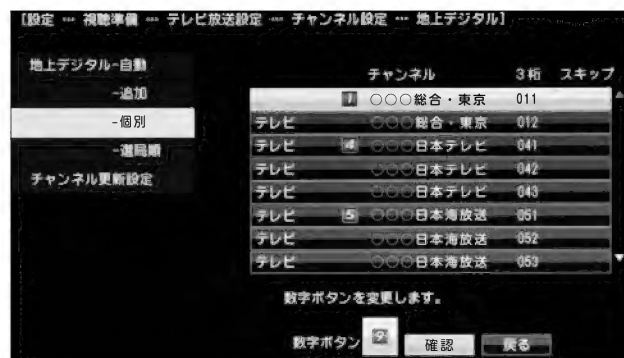 [設定 ･･･ 視聴準備 ･･･ テレビ放送設定 ･･･ チャンネル設定 ･･･ 地上デジタル]
地上デジタル-自動
-追加
-個別
-選局順
チャンネル更新設定
チャンネル 3桁 スキップ
1 ○○○総合・東京 011
テレビ ○○○総合・東京 012
テレビ 4 ○○○日本テレビ 041
テレビ ○○○日本テレビ 042
テレビ ○○○日本テレビ 043
テレビ 5 ○○○日本海放送 051
テレビ ○○○日本海放送 052
テレビ ○○○日本海放送 053
数字ボタンを変更します。
数字ボタン 9 確認 戻る